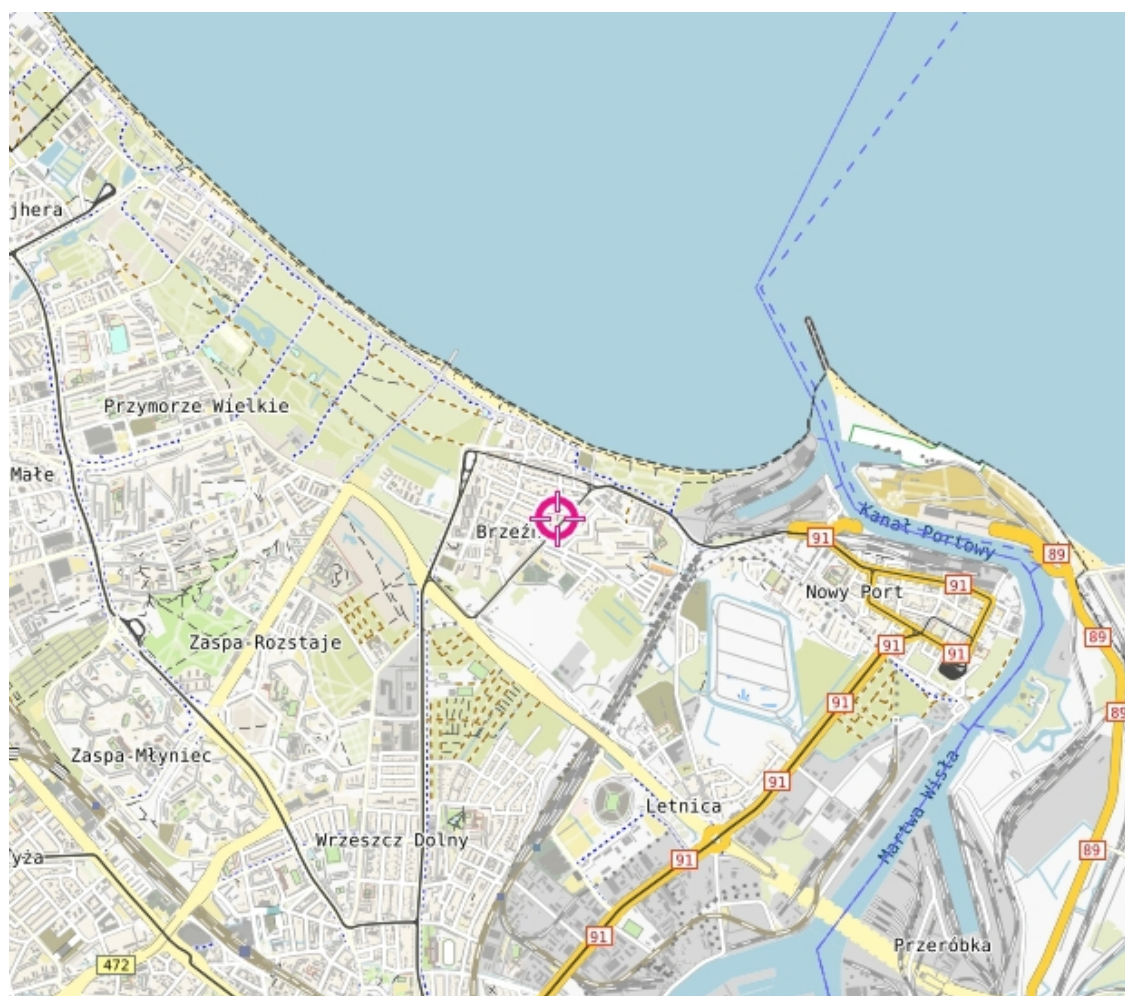 jhera
Przymorze Wielkie
Małe
Brzeźn
Kanał Portowy
91
89
91
Nowy Port
Zaspa-Rozstaje
89
91
91
91
89
Zaspa-Młyniec
91
Letnica
Martwa Wisła
Wrzeszcz Dolny
89
91
yża
91
Przeróbka
472